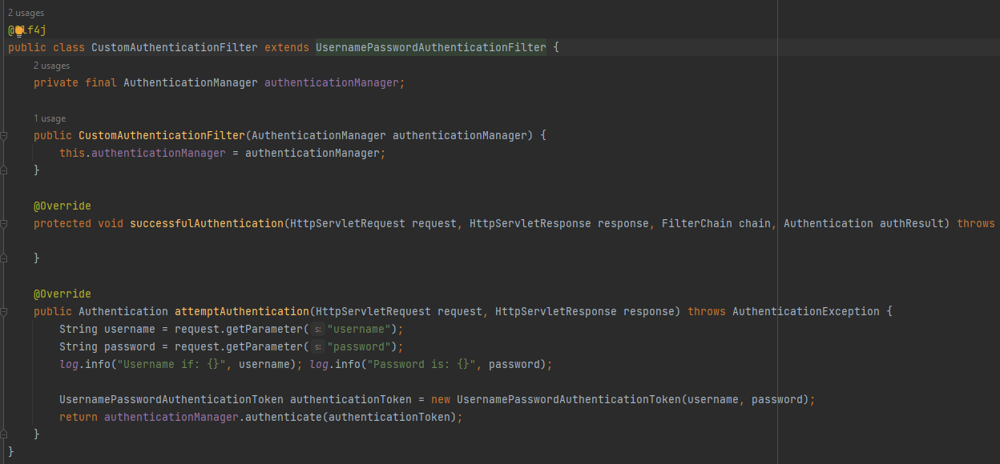 2 usages
@Slf4j
public class CustomAuthenticationFilter extends UsernamePasswordAuthenticationFilter {
2 usages
private final AuthenticationManager authenticationManager;
1 usage
public CustomAuthenticationFilter(AuthenticationManager authenticationManager) {
this.authenticationManager = authenticationManager;
}
@Override
protected void successfulAuthentication(HttpServletRequest request, HttpServletResponse response, FilterChain chain, Authentication authResult) throws
}
@Override
public Authentication attemptAuthentication(HttpServletRequest request, HttpServletResponse response) throws AuthenticationException {
String username = request.getParameter( s: "username");
String password = request.getParameter( s: "password");
log.info("Username if: {}", username); log.info("Password is: {}", password);
UsernamePasswordAuthenticationToken authenticationToken = new UsernamePasswordAuthenticationToken(username, password);
return authenticationManager.authenticate(authenticationToken);
}
}